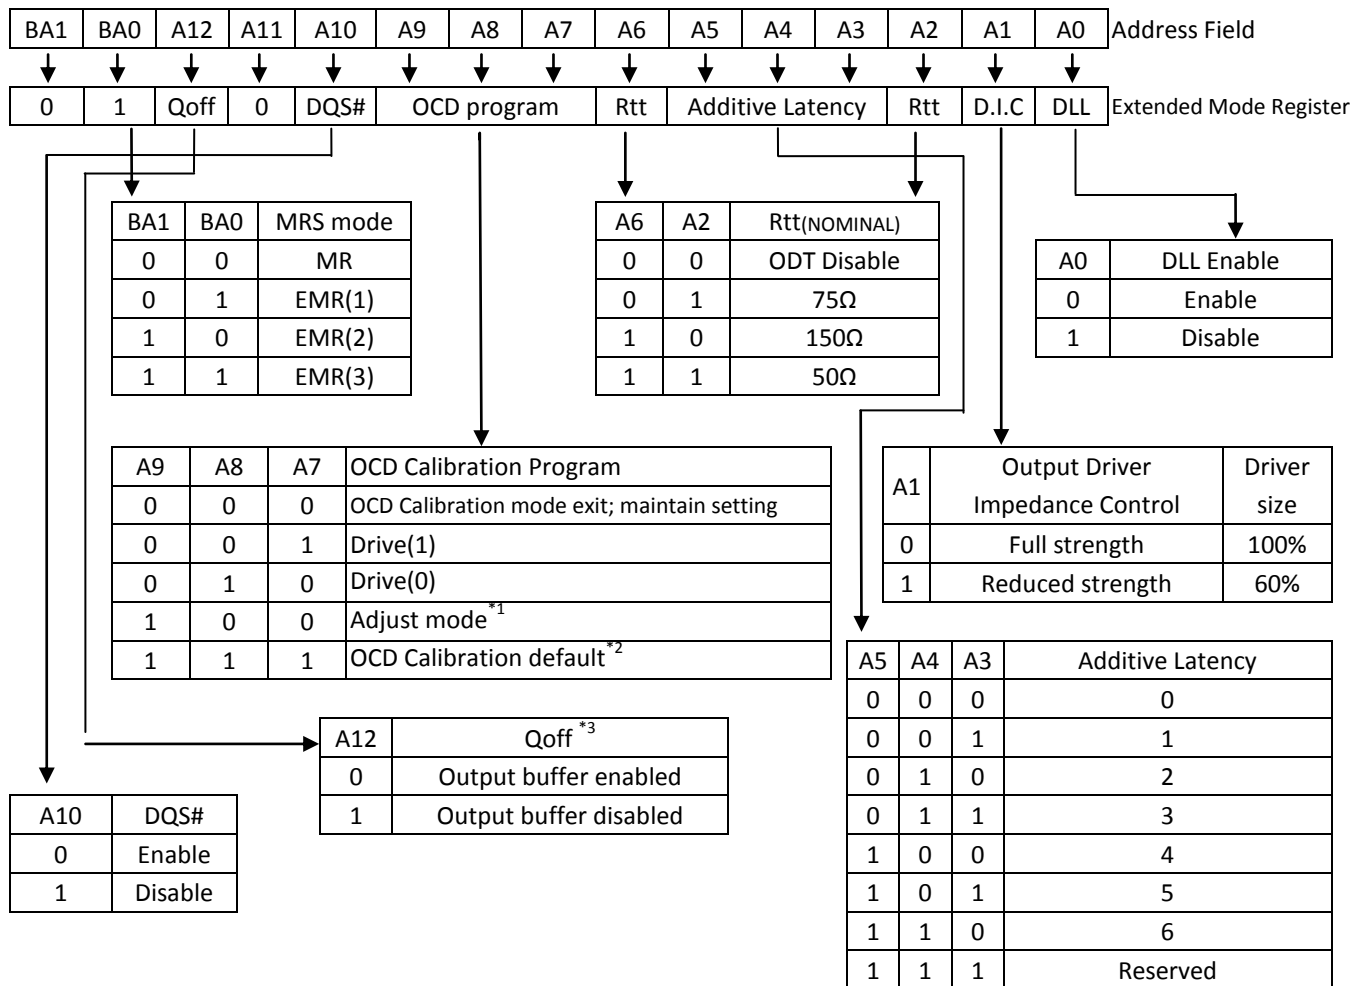 BA1 BA0 A12 A11 A10 A9 A8 A7 A6 A5 A4 A3 A2 A1 A0 Address Field
0 1 Qoff 0 DQS# OCD program Rtt Additive Latency Rtt D.I.C DLL Extended Mode Register
BA1 BA0 MRS mode
0 0 MR
0 1 EMR(1)
1 0 EMR(2)
1 1 EMR(3)
A6 A2 Rtt(NOMINAL)
0 0 ODT Disable
0 1 75Ω
1 0 150Ω
1 1 50Ω
A0 DLL Enable
0 Enable
1 Disable
A9 A8 A7 OCD Calibration Program
0 0 0 OCD Calibration mode exit; maintain setting
0 0 1 Drive(1)
0 1 0 Drive(0)
1 0 0 Adjust mode*1
1 1 1 OCD Calibration default*2
A1 Output Driver Impedance Control Driver size
0 Full strength 100%
1 Reduced strength 60%
A12 Qoff *3
0 Output buffer enabled
1 Output buffer disabled
A10 DQS#
0 Enable
1 Disable
A5 A4 A3 Additive Latency
0 0 0 0
0 0 1 1
0 1 0 2
0 1 1 3
1 0 0 4
1 0 1 5
1 1 0 6
1 1 1 Reserved